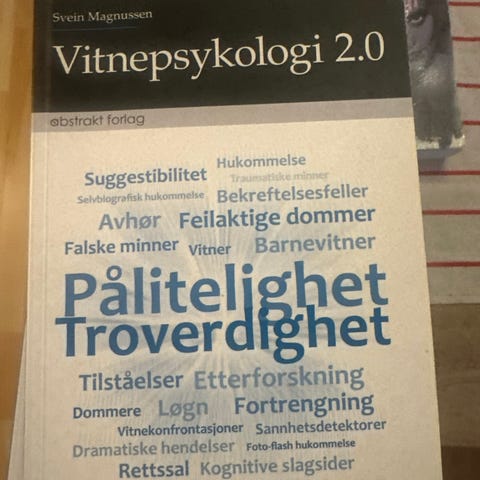 Svein Magnussen
Vitnepsykologi 2.0
abstrakt forlag
Hukommelse
Suggestibilitet Traumatiske minner
Selvbiografisk hukommelse Bekreftelsesfeller
Avhør Feilaktige dommer
Falske minner Vitner Barnevitner
Pålitelighet
Troverdighet
Tilståelser Etterforskning
Dommere Løgn Fortrengning
Vitnekonfrontasjoner Sannhetsdetektorer
Dramatiske hendelser Foto-flash hukommelse
Rettssal Kognitive slagsider